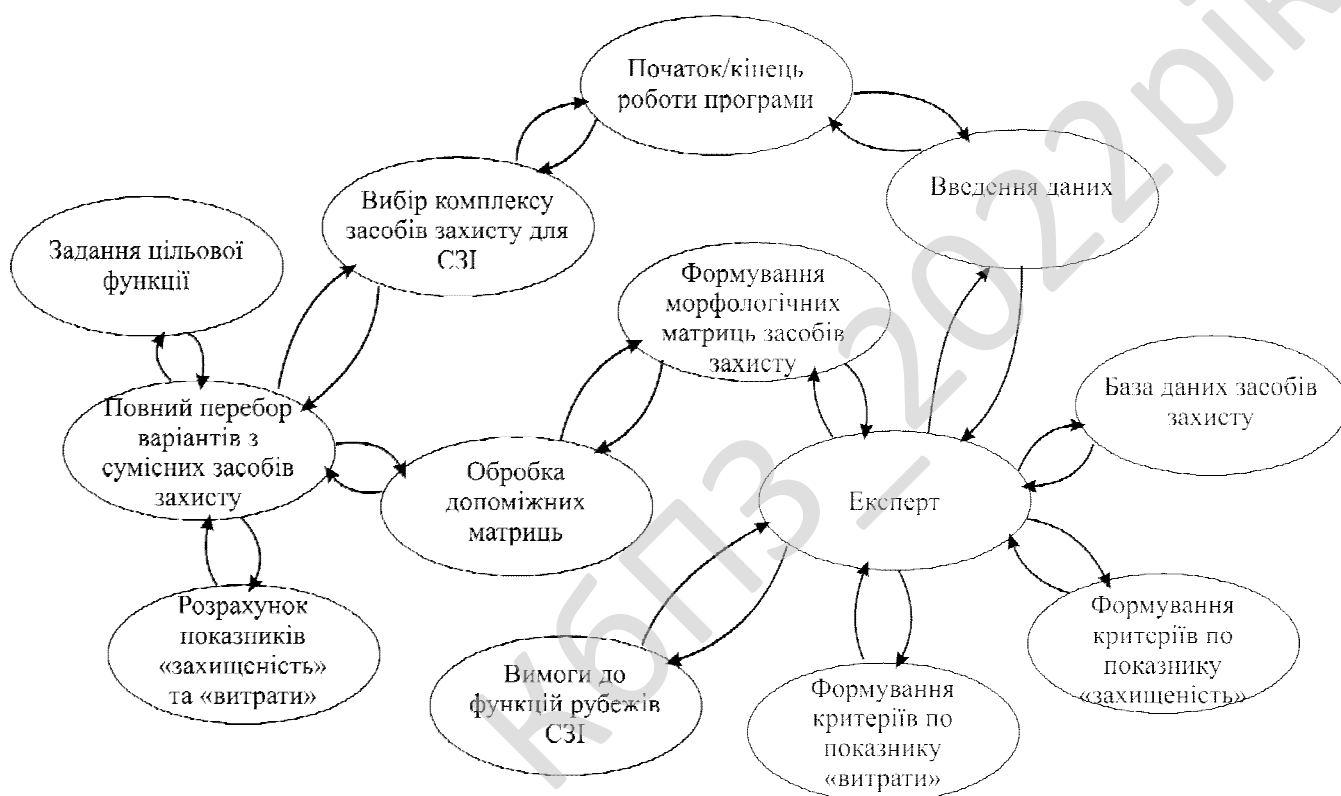 Початок/кінець
роботи програми
Введення даних
Вибір комплексу
засобів захисту для
СЗІ
Задання цільової
функції
Формування
морфологічних
матриць засобів
захисту
База даних засобів
захисту
Повний перебор
варіантів з
сумісних засобів
захисту
Обробка
допоміжних
матриць
Експерт
Розрахунок
показників
«захищеність»
та «витрати»
Вимоги до
функцій рубежів
СЗІ
Формування
критеріїв по
показнику
«витрати»
Формування
критеріїв по
показнику
«захищеність»
КбПЗ_2022рік